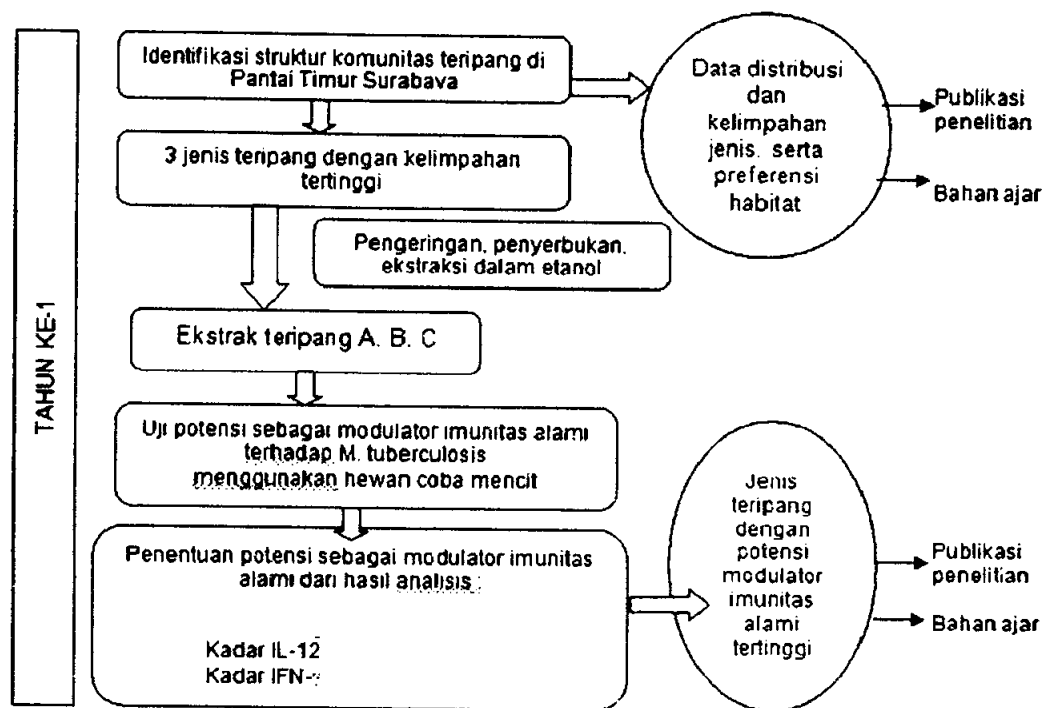 TAHUN KE-1
Identifikasi struktur komunitas teripang di
Pantai Timur Surabaya
Data distribusi
dan
kelimpahan
jenis. serta
preferensi
habitat
Publikasi
penelitian
Bahan ajar
3 jenis teripang dengan kelimpahan
tertinggi
Pengeringan, penyerbukan,
ekstraksi dalam etanol
Ekstrak teripang A. B. C
Uji potensi sebagai modulator imunitas alami
terhadap M. tuberculosis
menggunakan hewan coba mencit
Penentuan potensi sebagai modulator imunitas
alami dari hasil analisis :
Kadar IL-12
Kadar
Jenis
teripang
dengan
potensi
modulator
imunitas
alami
tertinggi
Publikasi
penelitian
Bahan ajar